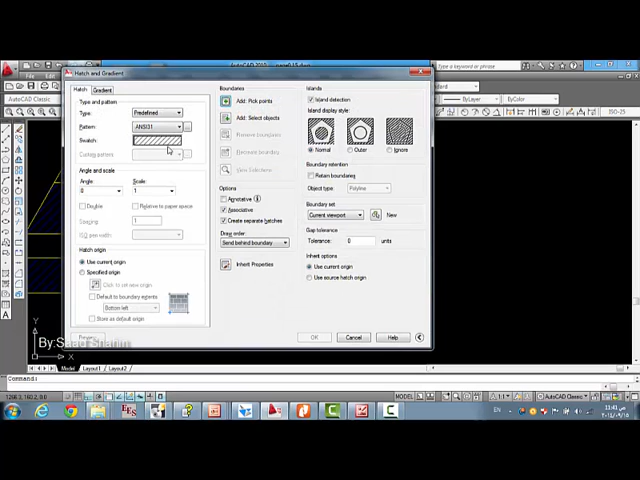 AutoCAD 2010
Hatch and Gradient
AutoCAD Classic
ByLayer
Hatch
Gradient
Type and pattern
Type:
Predefined
Pattern:
ANSI31
Swatch:
Custom pattern:
Angle and scale
Angle:
Scale:
0
1
Double
Relative to paper space
Spacing:
1
ISO pen width:
Hatch origin
Use current origin
Specified origin
Click to set new origin
Default to boundary extents
Bottom left
Store as default origin
Preview
Boundaries
Add: Pick points
Add: Select objects
Remove boundaries
Recreate boundary
View Selections
Options
Annotative
Associative
Create separate hatches
Draw order:
Send behind boundary
Inherit Properties
Islands
Island detection
Island display style:
Normal
Outer
Ignore
Boundary retention
Retain boundaries
Object type:
Polyline
Boundary set
Current viewport
New
Gap tolerance
Tolerance:
0
units
Inherit options
Use current origin
Use source hatch origin
OK
Cancel
Help
Y
X
Model
Layout1
Layout2
Command:
MODEL
1:1
AutoCAD Classic
EN